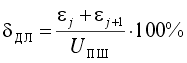 δ_ДЛ = (ε_j + ε_{j+1}) / U_ПШ · 100%